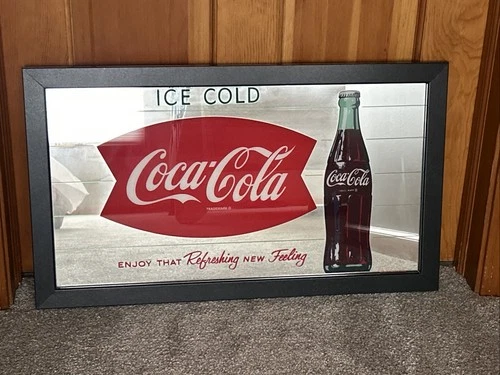 ICE COLD
Coca-Cola
Coca-Cola
ENJOY THAT Refreshing NEW Feeling